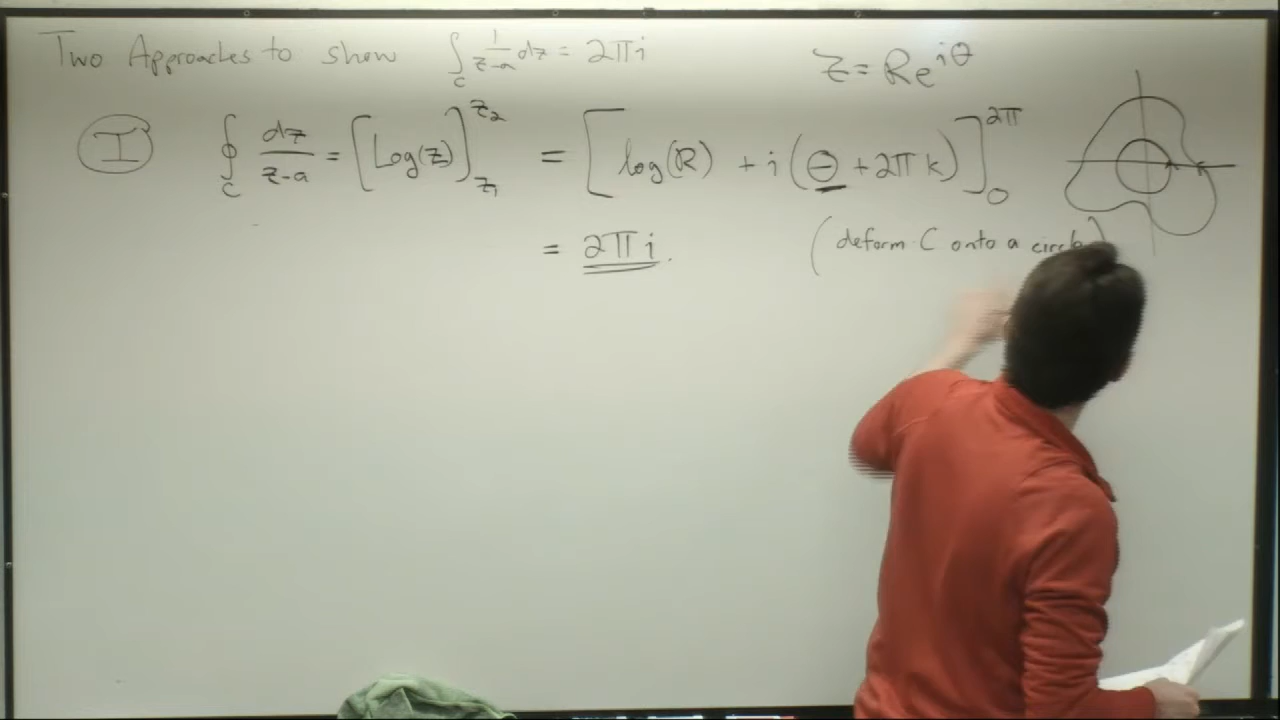 Two Approaches to show ∫_C 1/(z-a) dz = 2πi
z = Re^{iθ}
I ∮_C dz/(z-a) = [Log(z)]_{z₁}^{z₂} = [log(R) + i(Θ + 2πk)]_0^{2π}
= 2πi.
(deform C onto a circle)